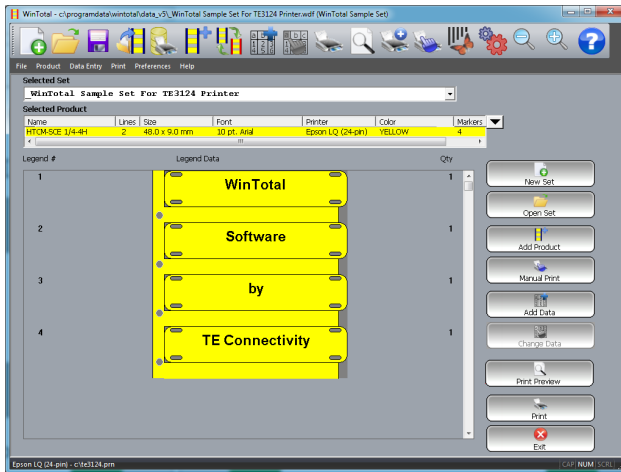 WinTotal - c:\programdata\wintotal\data_v5\_WinTotal Sample Set For TE3124 Printer.wdf (WinTotal Sample Set)
File Product Data Entry Print Preferences Help
Selected Set
_WinTotal Sample Set For TE3124 Printer
Selected Product
Name Lines Size Font Printer Color Markers
HTCM-SCE 1/4-4H 2 48.0 x 9.0 mm 10 pt. Arial Epson LQ (24-pin) YELLOW 4
Legend # Legend Data Qty
1 WinTotal 1
2 Software 1
3 by 1
4 TE Connectivity 1
New Set
Open Set
Add Product
Manual Print
Add Data
Change Data
Print Preview
Print
Exit
Epson LQ (24-pin) - c:\te3124.prn CAP NUM SCRL